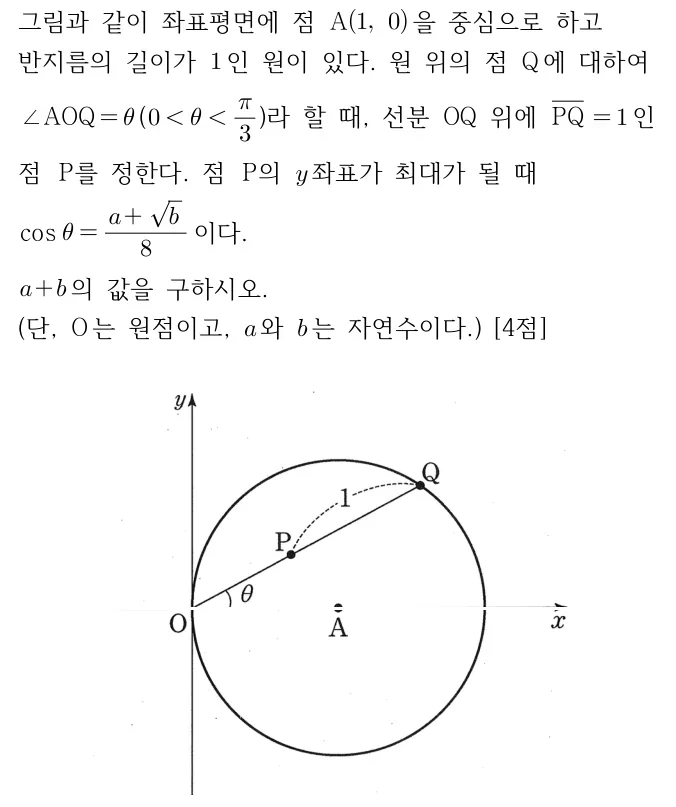 그림과 같이 좌표평면에 점 A(1, 0)을 중심으로 하고
반지름의 길이가 1인 원이 있다. 원 위의 점 Q에 대하여
∠AOQ=θ(0<θ<π/3)라 할 때, 선분 OQ 위에 P̅Q̅=1인
점 P를 정한다. 점 P의 y좌표가 최대가 될 때
cosθ=(a+√b)/8이다.
a+b의 값을 구하시오.
(단, O는 원점이고, a와 b는 자연수이다.) [4점]
y
Q
1
P
θ
O
A
x